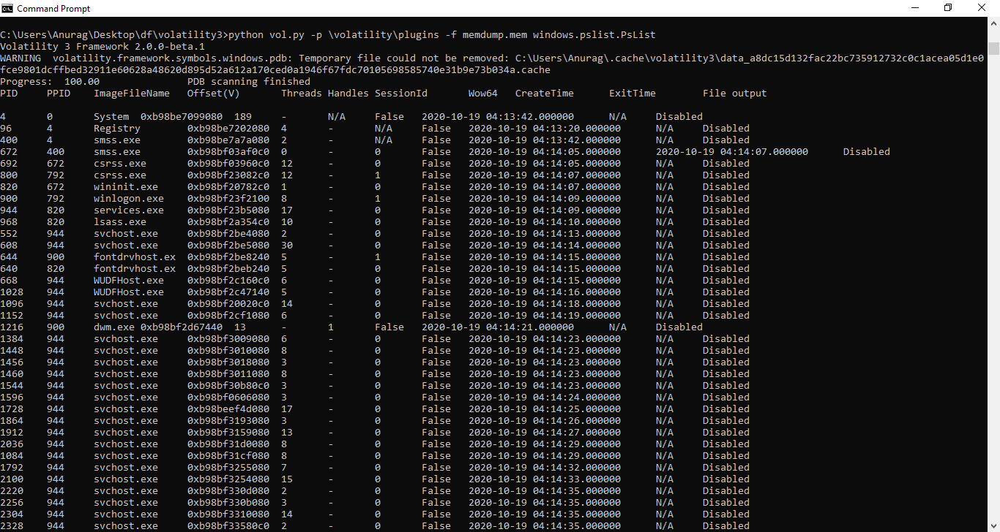 Command Prompt
C:\Users\Anurag\Desktop\df\volatility3>python vol.py -p \volatility\plugins -f memdump.mem windows.pslist.PsList
Volatility 3 Framework 2.0.0-beta.1
WARNING  volatility.framework.symbols.windows.pdb: Temporary file could not be removed: C:\Users\Anurag\.cache\volatility3\data_a8dc15d132fac22bc735912732c0c1acea05d1e0
fce9801dcffbed32911e60628a48620d895d52a612a170ced0a1946f67fdc70105698585740e31b9e73b034a.cache
Progress:  100.00               PDB scanning finished
PID     PPID    ImageFileName   Offset(V)       Threads Handles SessionId       Wow64   CreateTime      ExitTime        File output
4       0       System  0xb98be7099080  189     -       N/A     False   2020-10-19 04:13:42.000000      N/A     Disabled
96      4       Registry        0xb98be7202080  4       -       N/A     False   2020-10-19 04:13:20.000000      N/A     Disabled
400     4       smss.exe        0xb98be7a7a080  2       -       N/A     False   2020-10-19 04:13:42.000000      N/A     Disabled
672     400     smss.exe        0xb98bf03af0c0  0       -       0       False   2020-10-19 04:14:05.000000      2020-10-19 04:14:07.000000      Disabled
692     672     csrss.exe       0xb98bf03960c0  12      -       0       False   2020-10-19 04:14:05.000000      N/A     Disabled
800     792     csrss.exe       0xb98bf23082c0  12      -       1       False   2020-10-19 04:14:07.000000      N/A     Disabled
820     672     wininit.exe     0xb98bf20782c0  1       -       0       False   2020-10-19 04:14:07.000000      N/A     Disabled
900     792     winlogon.exe    0xb98bf23f2100  8       -       1       False   2020-10-19 04:14:09.000000      N/A     Disabled
944     820     services.exe    0xb98bf23b5080  17      -       0       False   2020-10-19 04:14:09.000000      N/A     Disabled
968     820     lsass.exe       0xb98bf2a354c0  10      -       0       False   2020-10-19 04:14:10.000000      N/A     Disabled
552     944     svchost.exe     0xb98bf2be4080  2       -       0       False   2020-10-19 04:14:13.000000      N/A     Disabled
608     944     svchost.exe     0xb98bf2be5080  30      -       0       False   2020-10-19 04:14:14.000000      N/A     Disabled
644     900     fontdrvhost.ex  0xb98bf2be8240  5       -       1       False   2020-10-19 04:14:15.000000      N/A     Disabled
640     820     fontdrvhost.ex  0xb98bf2beb240  5       -       0       False   2020-10-19 04:14:15.000000      N/A     Disabled
668     944     WUDFHost.exe    0xb98bf2c160c0  6       -       0       False   2020-10-19 04:14:15.000000      N/A     Disabled
1028    944     WUDFHost.exe    0xb98bf2c47140  5       -       0       False   2020-10-19 04:14:16.000000      N/A     Disabled
1096    944     svchost.exe     0xb98bf20020c0  14      -       0       False   2020-10-19 04:14:18.000000      N/A     Disabled
1152    944     svchost.exe     0xb98bf2cf1080  6       -       0       False   2020-10-19 04:14:19.000000      N/A     Disabled
1216    900     dwm.exe 0xb98bf2d67440  13      -       1       False   2020-10-19 04:14:21.000000      N/A     Disabled
1384    944     svchost.exe     0xb98bf3009080  6       -       0       False   2020-10-19 04:14:23.000000      N/A     Disabled
1448    944     svchost.exe     0xb98bf3010080  8       -       0       False   2020-10-19 04:14:23.000000      N/A     Disabled
1456    944     svchost.exe     0xb98bf3018080  3       -       0       False   2020-10-19 04:14:23.000000      N/A     Disabled
1460    944     svchost.exe     0xb98bf3011080  8       -       0       False   2020-10-19 04:14:23.000000      N/A     Disabled
1544    944     svchost.exe     0xb98bf30b80c0  3       -       0       False   2020-10-19 04:14:23.000000      N/A     Disabled
1596    944     svchost.exe     0xb98bf0606080  3       -       0       False   2020-10-19 04:14:24.000000      N/A     Disabled
1728    944     svchost.exe     0xb98beef4d080  17      -       0       False   2020-10-19 04:14:25.000000      N/A     Disabled
1864    944     svchost.exe     0xb98bf3193080  3       -       0       False   2020-10-19 04:14:26.000000      N/A     Disabled
1912    944     svchost.exe     0xb98bf3159080  13      -       0       False   2020-10-19 04:14:27.000000      N/A     Disabled
2036    944     svchost.exe     0xb98bf31d0080  8       -       0       False   2020-10-19 04:14:29.000000      N/A     Disabled
1084    944     svchost.exe     0xb98bf31cf080  8       -       0       False   2020-10-19 04:14:29.000000      N/A     Disabled
1792    944     svchost.exe     0xb98bf3255080  7       -       0       False   2020-10-19 04:14:32.000000      N/A     Disabled
2100    944     svchost.exe     0xb98bf3254080  15      -       0       False   2020-10-19 04:14:33.000000      N/A     Disabled
2220    944     svchost.exe     0xb98bf330d080  2       -       0       False   2020-10-19 04:14:35.000000      N/A     Disabled
2256    944     svchost.exe     0xb98bf330b080  3       -       0       False   2020-10-19 04:14:35.000000      N/A     Disabled
2304    944     svchost.exe     0xb98bf3310080  14      -       0       False   2020-10-19 04:14:35.000000      N/A     Disabled
2328    944     svchost.exe     0xb98bf33580c0  2       -       0       False   2020-10-19 04:14:35.000000      N/A     Disabled